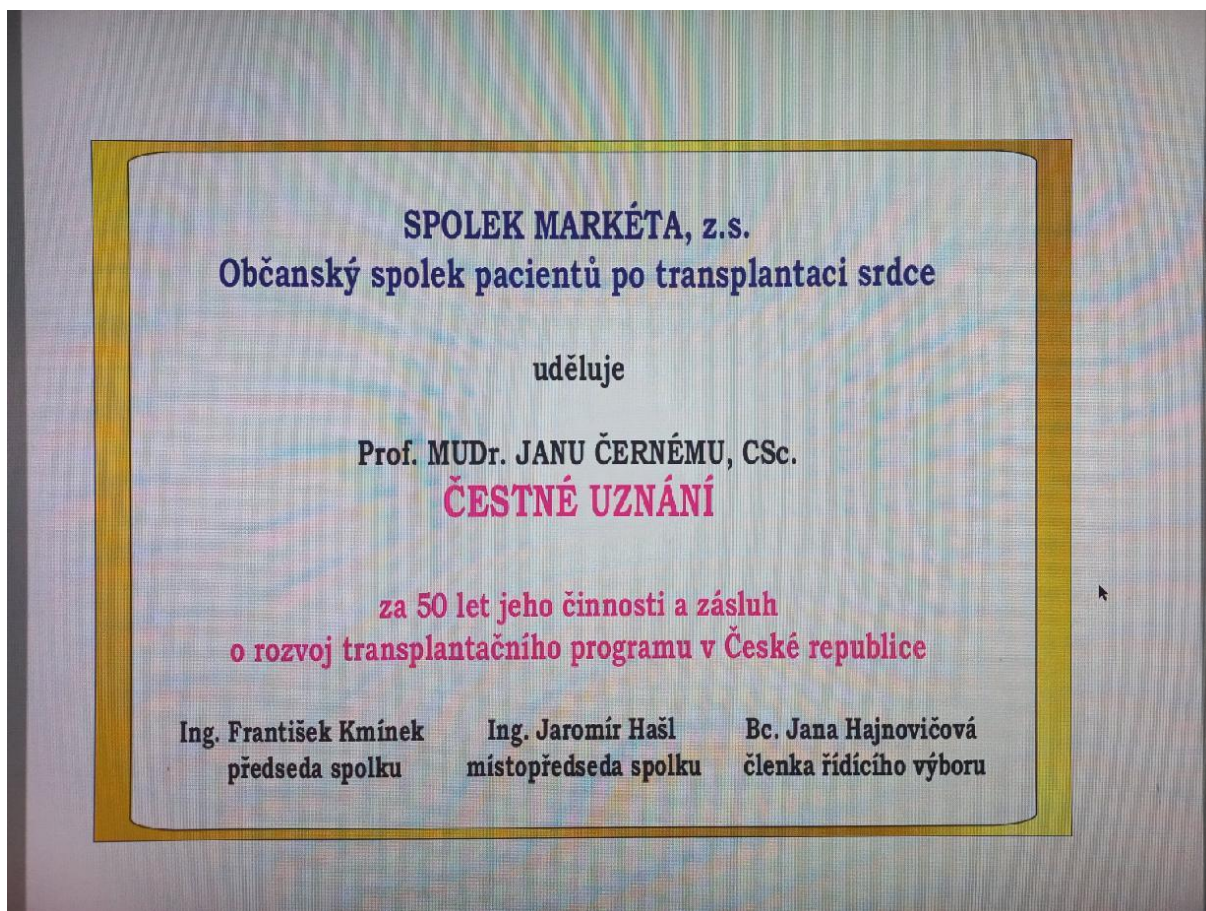 SPOLEK MARKÉTA, z.s.
Občanský spolek pacientů po transplantaci srdce
uděluje
Prof. MUDr. JANU ČERNÉMU, CSc.
ČESTNÉ UZNÁNÍ
za 50 let jeho činnosti a zásluh
o rozvoj transplantačního programu v České republice
Ing. František Kmínek Ing. Jaromír Hašl Bc. Jana Hajnovičová
předseda spolku místopředseda spolku členka řídícího výboru